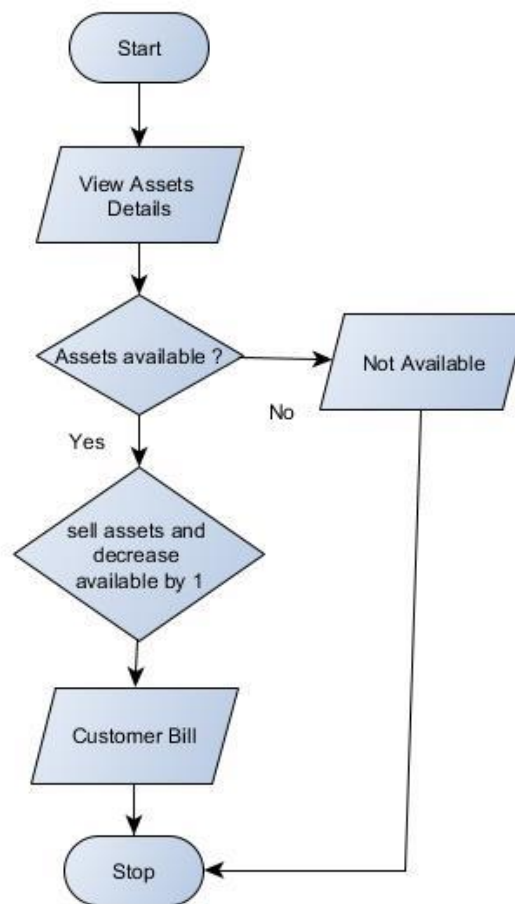 Start
View Assets
Details
Assets available ?
Not Available
No
Yes
sell assets and
decrease
available by 1
Customer Bill
Stop